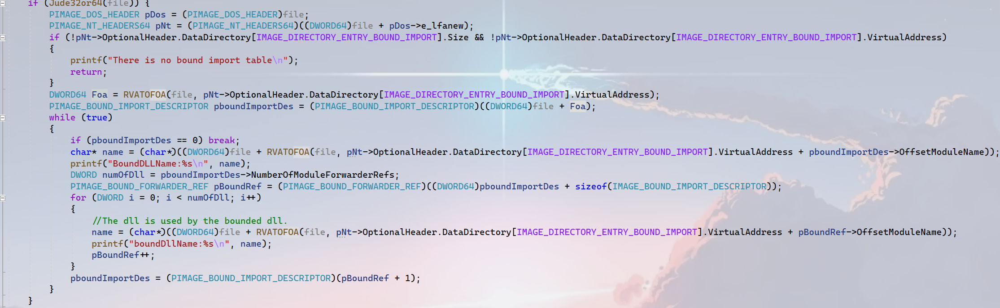 if (Jude32or64(file)) {
PIMAGE_DOS_HEADER pDos = (PIMAGE_DOS_HEADER)file;
PIMAGE_NT_HEADERS64 pNt = (PIMAGE_NT_HEADERS64)((DWORD64)file + pDos->e_lfanew);
if (!pNt->OptionalHeader.DataDirectory[IMAGE_DIRECTORY_ENTRY_BOUND_IMPORT].Size && !pNt->OptionalHeader.DataDirectory[IMAGE_DIRECTORY_ENTRY_BOUND_IMPORT].VirtualAddress)
{
printf("There is no bound import table\n");
return;
}
DWORD64 Foa = RVATOFOA(file, pNt->OptionalHeader.DataDirectory[IMAGE_DIRECTORY_ENTRY_BOUND_IMPORT].VirtualAddress);
PIMAGE_BOUND_IMPORT_DESCRIPTOR pboundImportDes = (PIMAGE_BOUND_IMPORT_DESCRIPTOR)((DWORD64)file + Foa);
while (true)
{
if (pboundImportDes == 0) break;
char* name = (char*)((DWORD64)file + RVATOFOA(file, pNt->OptionalHeader.DataDirectory[IMAGE_DIRECTORY_ENTRY_BOUND_IMPORT].VirtualAddress + pboundImportDes->OffsetModuleName));
printf("BoundDLLName:%s\n", name);
DWORD numOfDll = pboundImportDes->NumberOfModuleForwarderRefs;
PIMAGE_BOUND_FORWARDER_REF pBoundRef = (PIMAGE_BOUND_FORWARDER_REF)((DWORD64)pboundImportDes + sizeof(IMAGE_BOUND_IMPORT_DESCRIPTOR));
for (DWORD i = 0; i < numOfDll; i++)
{
//The dll is used by the bounded dll.
name = (char*)((DWORD64)file + RVATOFOA(file, pNt->OptionalHeader.DataDirectory[IMAGE_DIRECTORY_ENTRY_BOUND_IMPORT].VirtualAddress + pBoundRef->OffsetModuleName));
printf("boundDllName:%s\n", name);
pBoundRef++;
}
pboundImportDes = (PIMAGE_BOUND_IMPORT_DESCRIPTOR)(pBoundRef + 1);
}
}